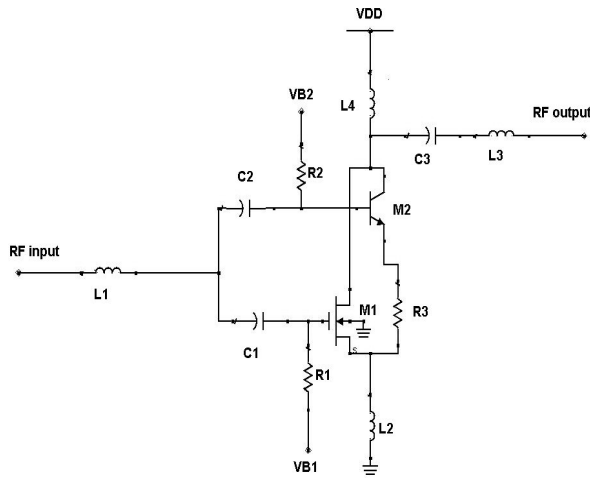 VDD
L4
VB2
RF output
R2
C3
L3
C2
M2
RF input
L1
M1
R3
S
C1
R1
L2
VB1